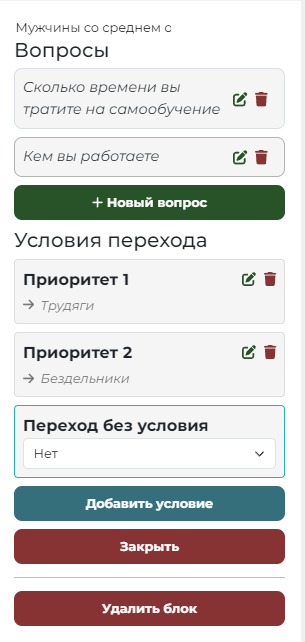 Мужчины со среднем о
Вопросы
Сколько времени вы
тратите на самообучение
Кем вы работаете
+ Новый вопрос
Условия перехода
Приоритет 1
→ Трудяги
Приоритет 2
→ Бездельники
Переход без условия
Нет
Добавить условие
Закрыть
Удалить блок